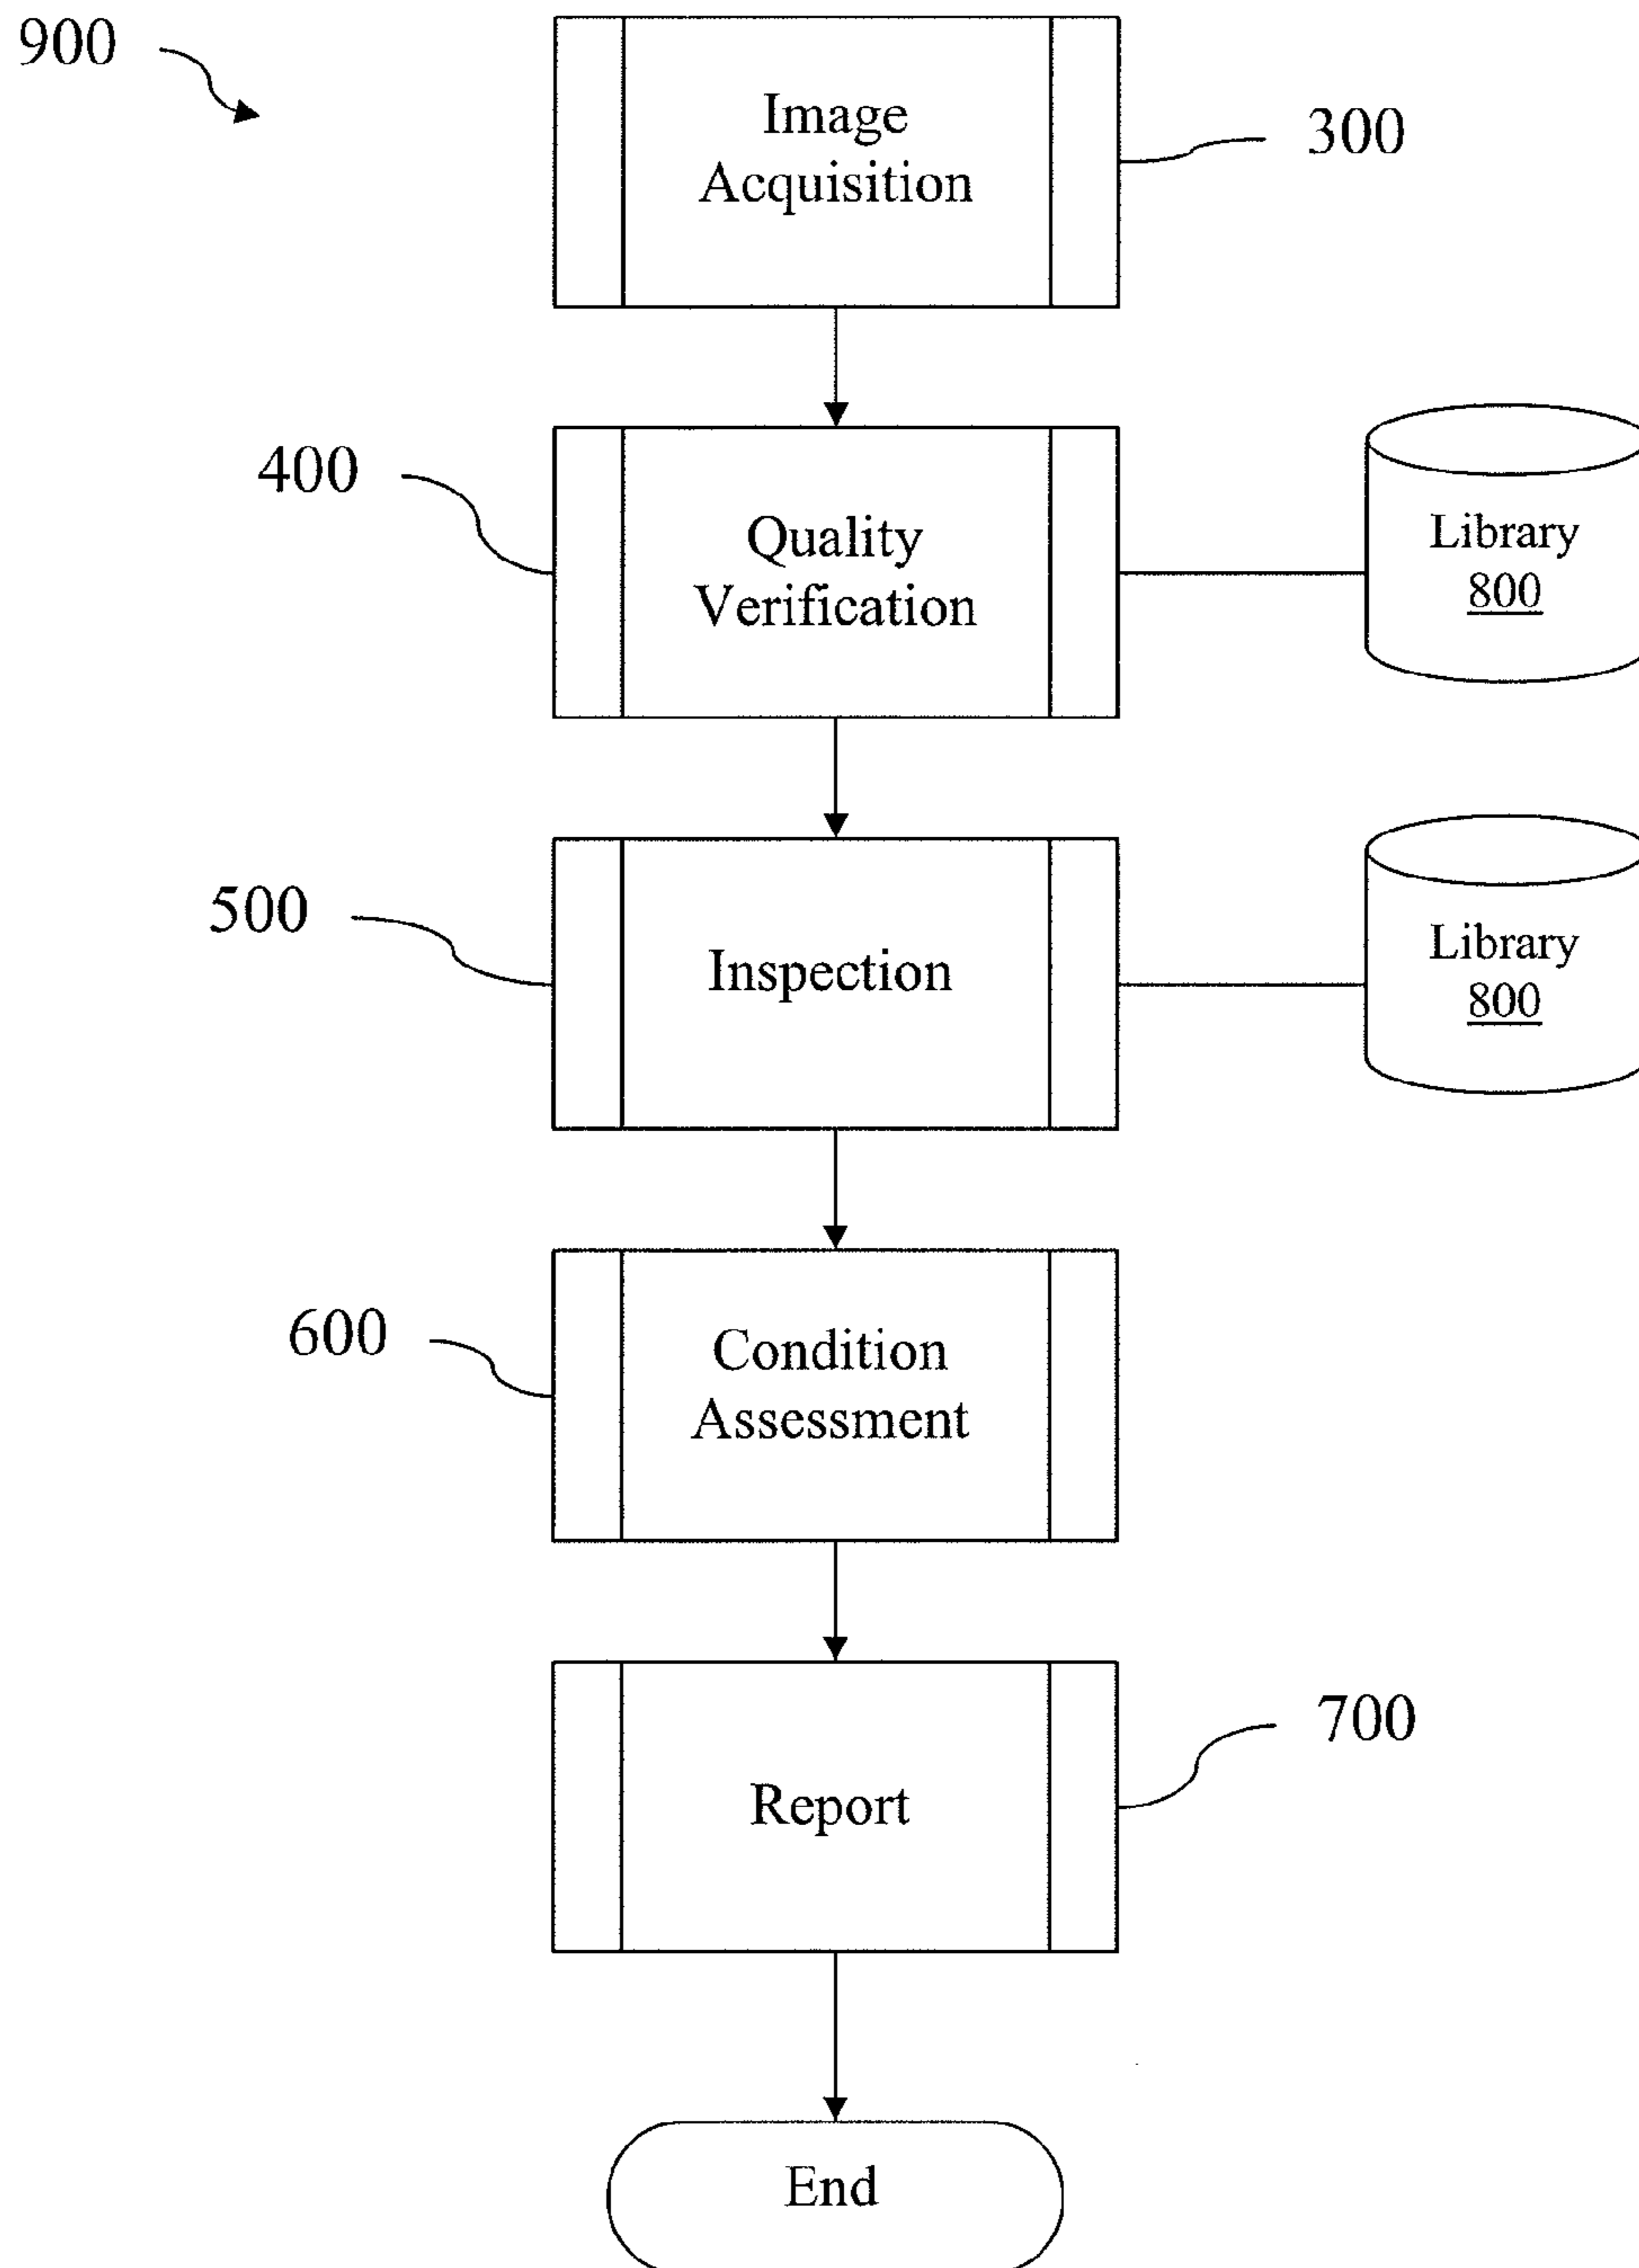 900
Image
Acquisition
300
400
Quality
Verification
Library
800
500
Inspection
Library
800
600
Condition
Assessment
700
Report
End